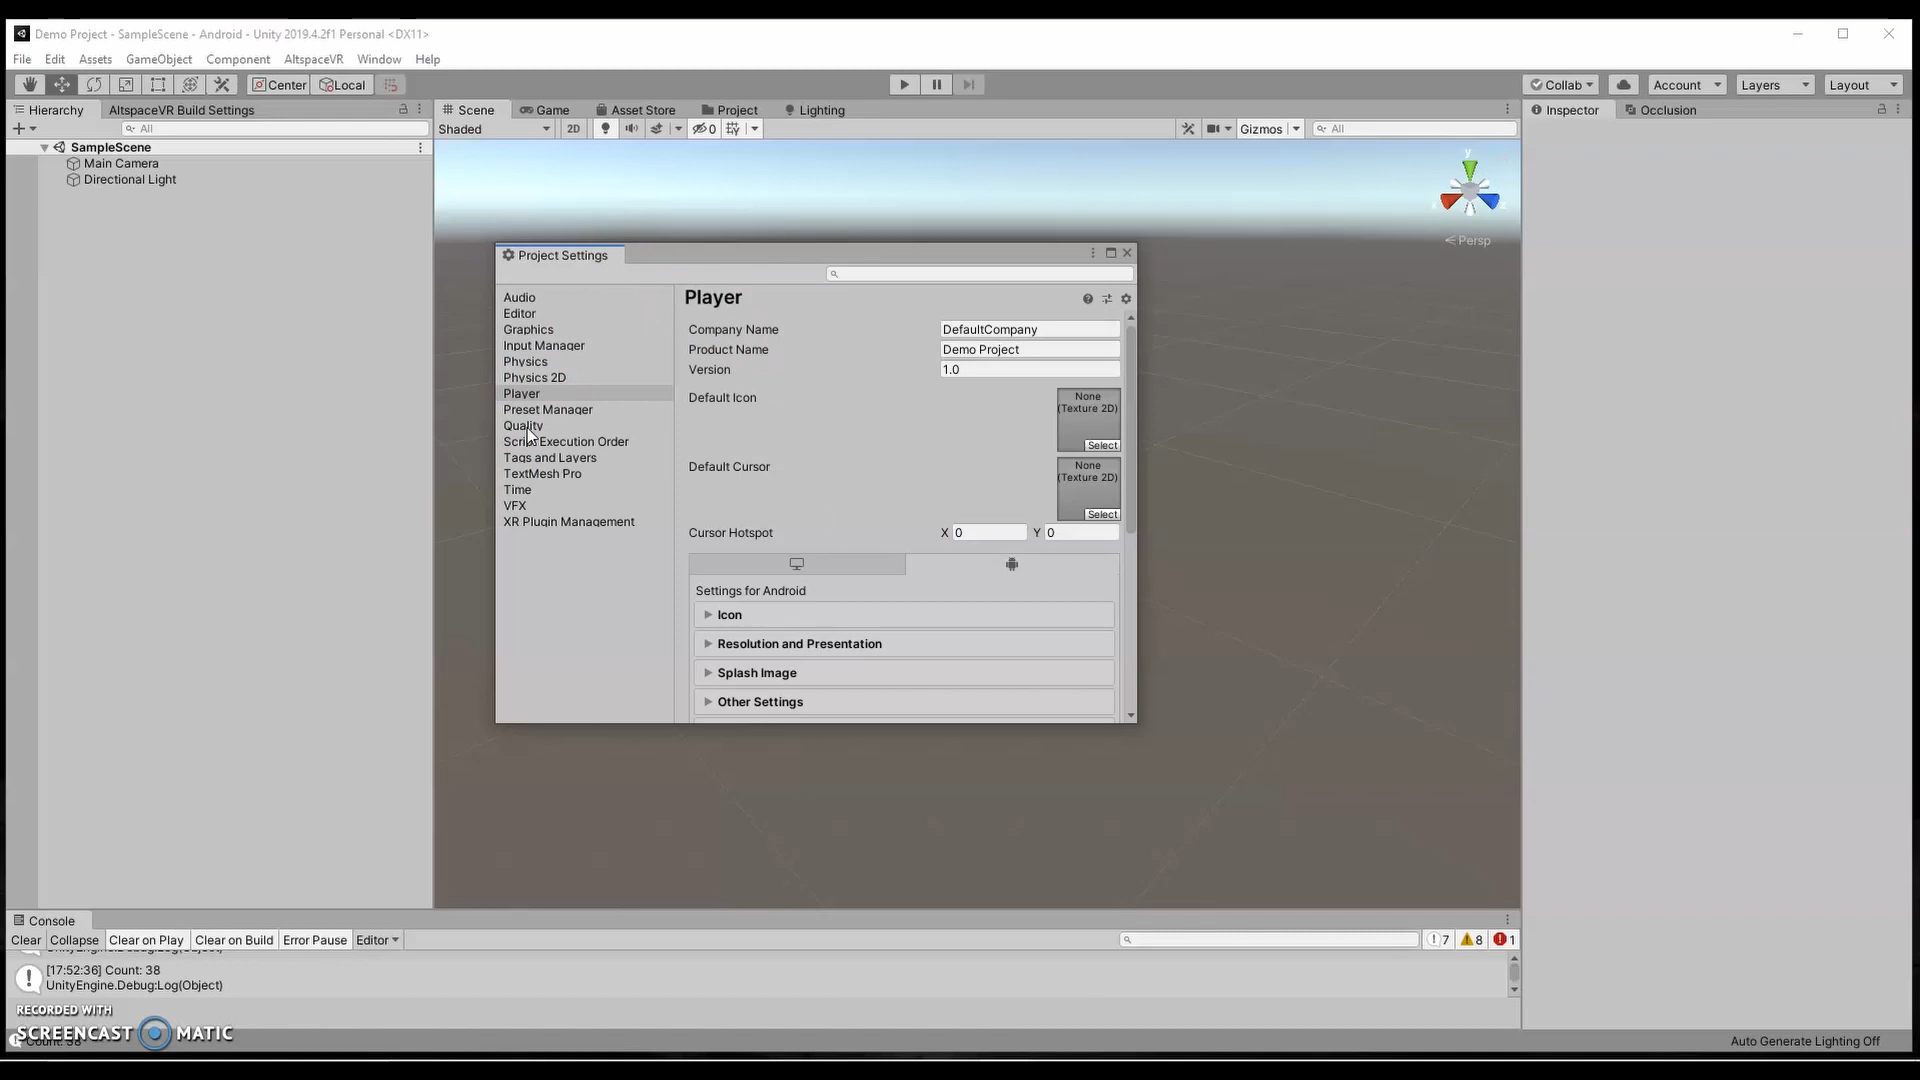 Demo Project - SampleScene - Android - Unity 2019.4.2f1 Personal <DX11>
File Edit Assets GameObject Component AltspaceVR Window Help
Center Local Collab Account Layers Layout
Hierarchy AltspaceVR Build Settings Scene Game Asset Store Project Lighting Inspector Occlusion
All Shaded 2D 0 Gizmos All
SampleScene
Main Camera
Directional Light
y
Persp
Project Settings
Audio
Editor
Graphics
Input Manager
Physics
Physics 2D
Player
Preset Manager
Quality
Script Execution Order
Tags and Layers
TextMesh Pro
Time
VFX
XR Plugin Management
Player
Company Name DefaultCompany
Product Name Demo Project
Version 1.0
Default Icon None
(Texture 2D)
Select
Default Cursor None
(Texture 2D)
Select
Cursor Hotspot X 0 Y 0
Settings for Android
Icon
Resolution and Presentation
Splash Image
Other Settings
Console
Clear Collapse Clear on Play Clear on Build Error Pause Editor 7 8 1
UnityEngine.Debug:Log(Object)
[17:52:36] Count: 38
UnityEngine.Debug:Log(Object)
RECORDED WITH
SCREENCAST MATIC
Count: 38
Auto Generate Lighting Off